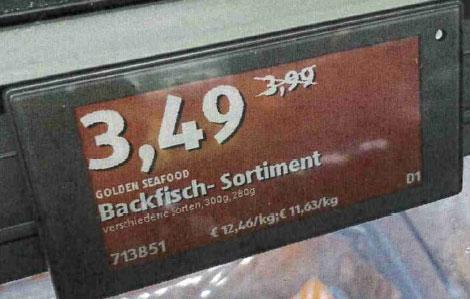 3,49 3,99
GOLDEN SEAFOOD
Backfisch- Sortiment
verschiedene Sorten, 300g, 280g
€ 12,46/kg;€ 11,63/kg
713851 D1